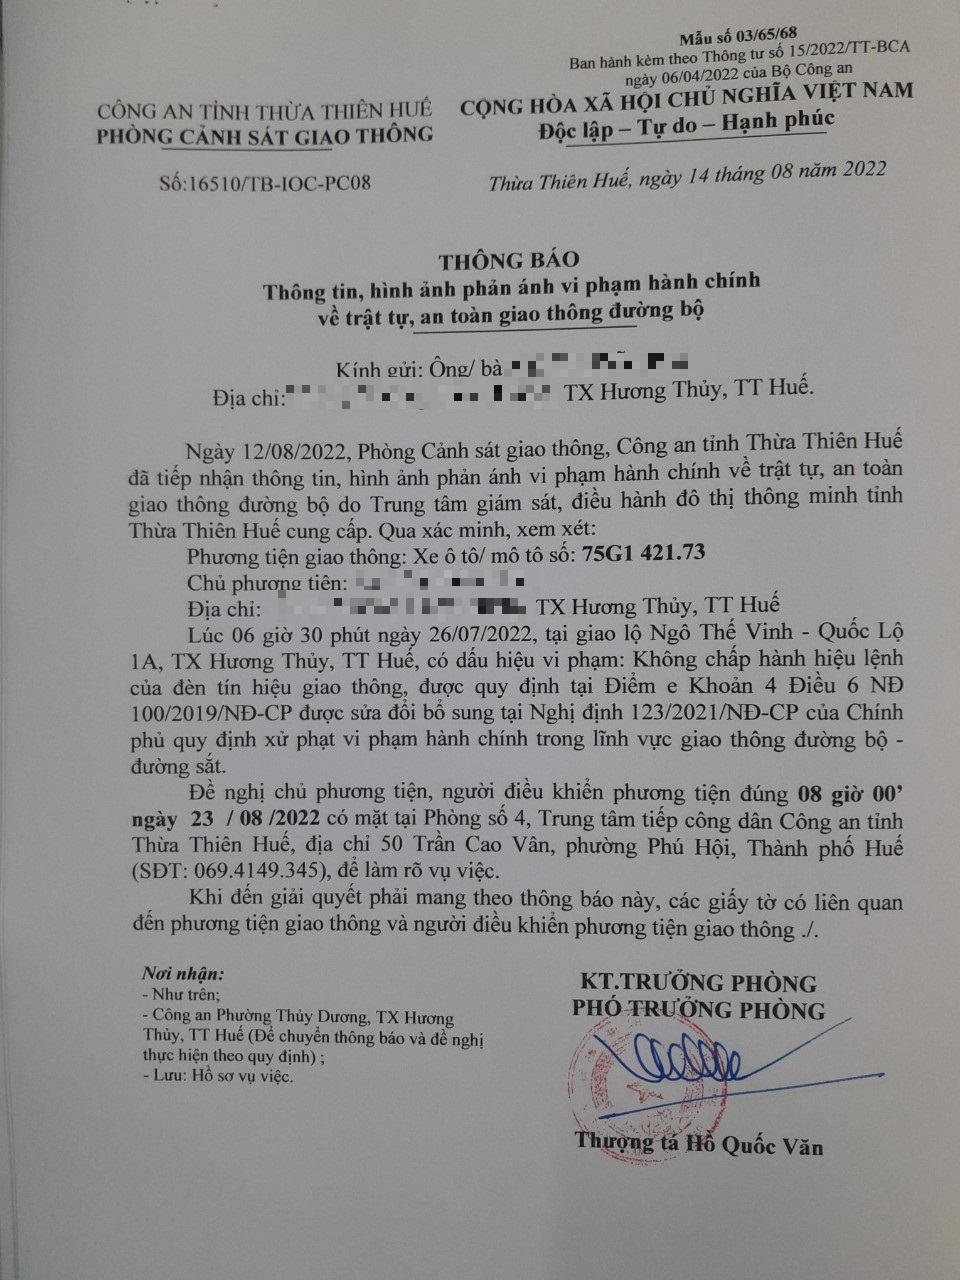 Mẫu số 03/65/68
Ban hành kèm theo Thông tư số 15/2022/TT-BCA
ngày 06/04/2022 của Bộ Công an
CÔNG AN TỈNH THỪA THIÊN HUẾ
PHÒNG CẢNH SÁT GIAO THÔNG
CỘNG HÒA XÃ HỘI CHỦ NGHĨA VIỆT NAM
Độc lập – Tự do – Hạnh phúc
Số:16510/TB-IOC-PC08
Thừa Thiên Huế, ngày 14 tháng 08 năm 2022
THÔNG BÁO
Thông tin, hình ảnh phản ánh vi phạm hành chính
về trật tự, an toàn giao thông đường bộ
Kính gửi: Ông/ bà
Địa chỉ: TX Hương Thủy, TT Huế.
Ngày 12/08/2022, Phòng Cảnh sát giao thông, Công an tỉnh Thừa Thiên Huế
đã tiếp nhận thông tin, hình ảnh phản ánh vi phạm hành chính về trật tự, an toàn
giao thông đường bộ do Trung tâm giám sát, điều hành đô thị thông minh tỉnh
Thừa Thiên Huế cung cấp. Qua xác minh, xem xét:
Phương tiện giao thông: Xe ô tô/ mô tô số: 75G1 421.73
Chủ phương tiện:
Địa chỉ: TX Hương Thủy, TT Huế
Lúc 06 giờ 30 phút ngày 26/07/2022, tại giao lộ Ngô Thế Vinh - Quốc Lộ
1A, TX Hương Thủy, TT Huế, có dấu hiệu vi phạm: Không chấp hành hiệu lệnh
của đèn tín hiệu giao thông, được quy định tại Điểm e Khoản 4 Điều 6 NĐ
100/2019/NĐ-CP được sửa đổi bổ sung tại Nghị định 123/2021/NĐ-CP của Chính
phủ quy định xử phạt vi phạm hành chính trong lĩnh vực giao thông đường bộ -
đường sắt.
Đề nghị chủ phương tiện, người điều khiển phương tiện đúng 08 giờ 00’
ngày 23 / 08 /2022 có mặt tại Phòng số 4, Trung tâm tiếp công dân Công an tỉnh
Thừa Thiên Huế, địa chỉ 50 Trần Cao Vân, phường Phú Hội, Thành phố Huế
(SĐT: 069.4149.345), để làm rõ vụ việc.
Khi đến giải quyết phải mang theo thông báo này, các giấy tờ có liên quan
đến phương tiện giao thông và người điều khiển phương tiện giao thông ./.
Nơi nhận:
- Như trên;
- Công an Phường Thủy Dương, TX Hương
Thủy, TT Huế (Để chuyển thông báo và đề nghị
thực hiện theo quy định) ;
- Lưu: Hồ sơ vụ việc.
KT.TRƯỞNG PHÒNG
PHÓ TRƯỞNG PHÒNG
Thượng tá Hồ Quốc Văn